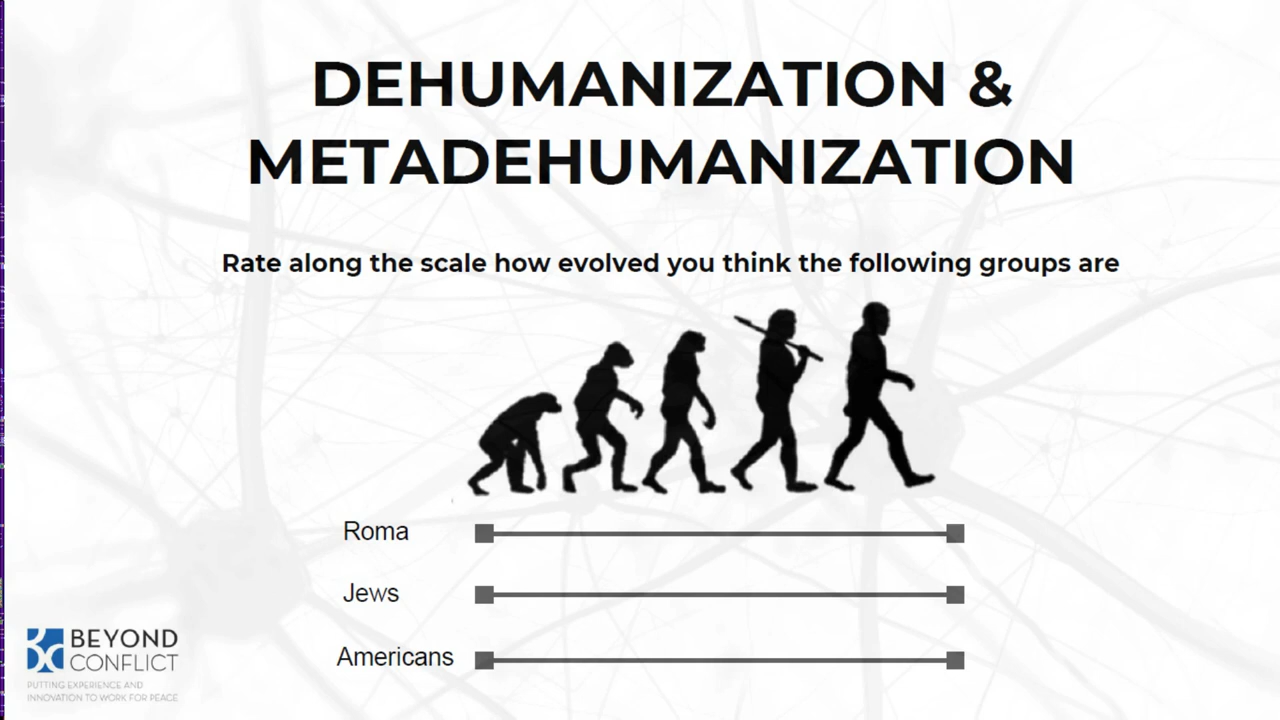 DEHUMANIZATION &
METADEHUMANIZATION
Rate along the scale how evolved you think the following groups are
Roma
Jews
Americans
BEYOND
CONFLICT
PUTTING EXPERIENCE AND
INNOVATION TO WORK FOR PEACE